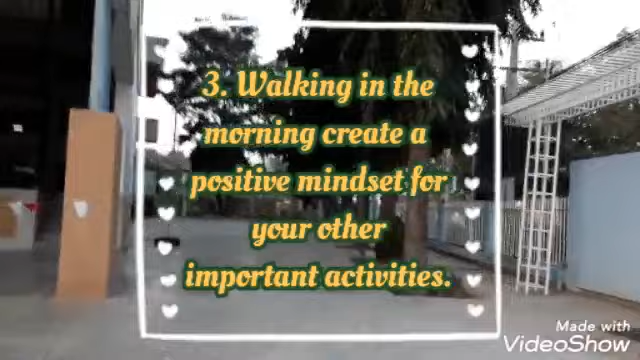 3. Walking in the
morning create a
positive mindset for
your other
important activities.
Made with
VideoShow